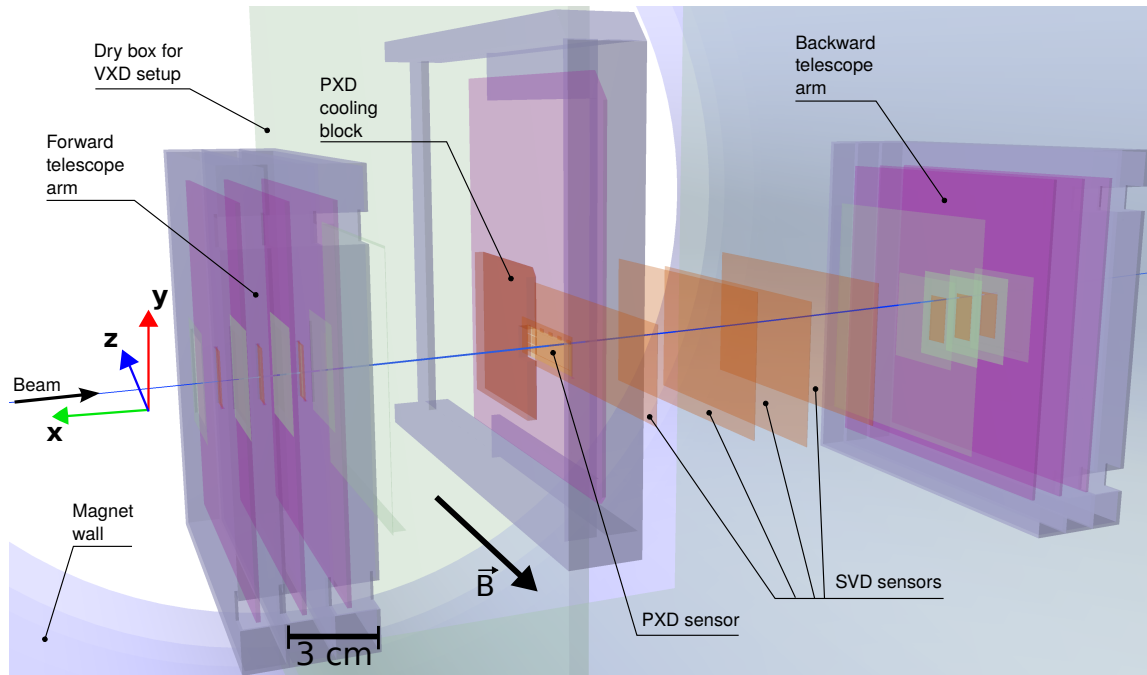 Dry box for
VXD setup
PXD
cooling
block
Backward
telescope
arm
Forward
telescope
arm
y
z
Beam
x
Magnet
wall
B
SVD sensors
PXD sensor
3 cm